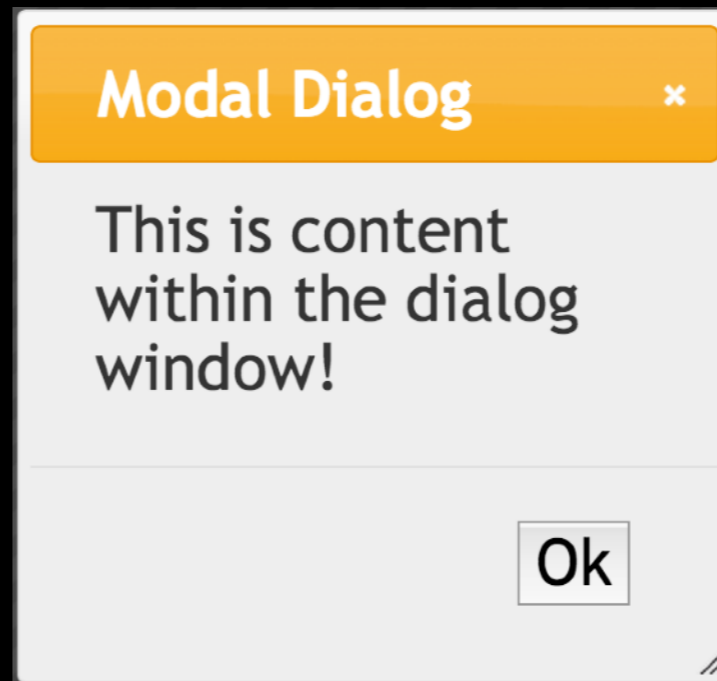 Modal Dialog
This is content
within the dialog
window!
Ok